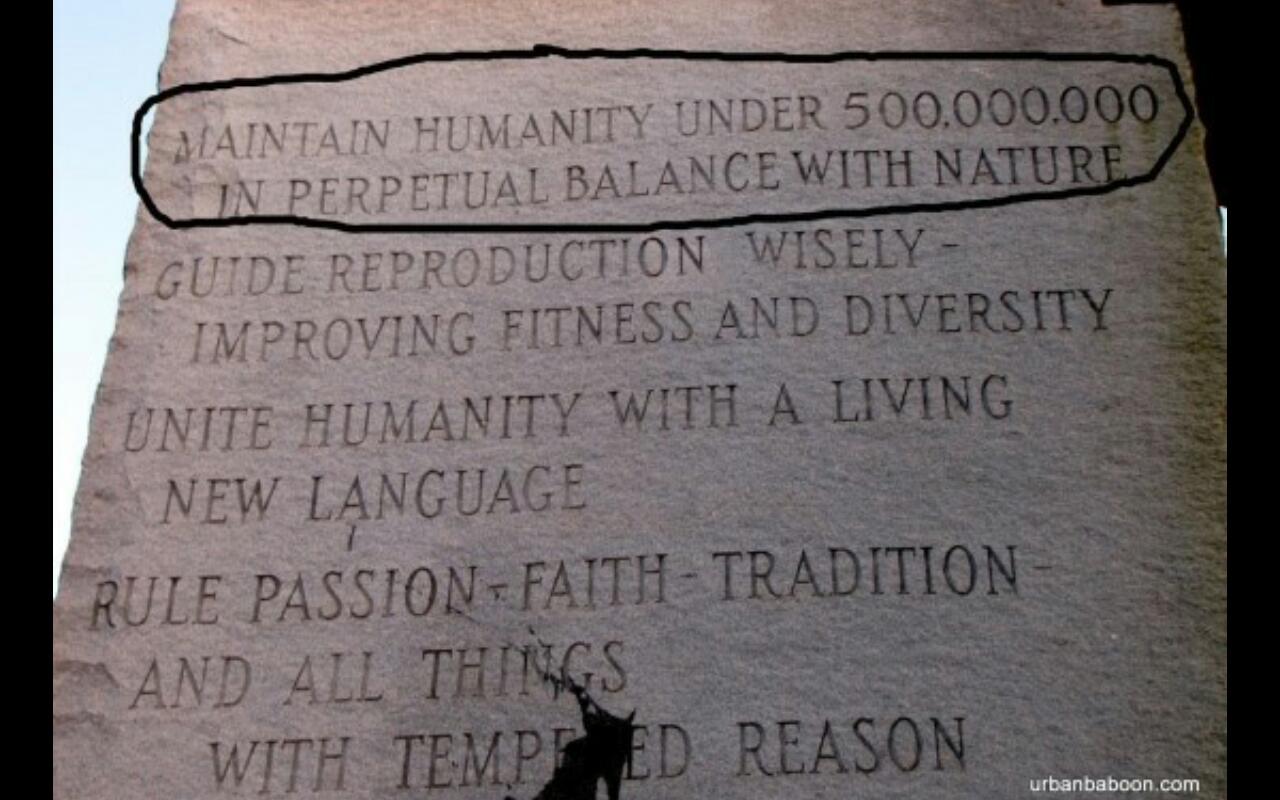 MAINTAIN HUMANITY UNDER 500,000,000
IN PERPETUAL BALANCE WITH NATURE
GUIDE REPRODUCTION WISELY -
IMPROVING FITNESS AND DIVERSITY
UNITE HUMANITY WITH A LIVING
NEW LANGUAGE
RULE PASSION - FAITH - TRADITION -
AND ALL THINGS
WITH TEMPERED REASON
urbanbaboon.com